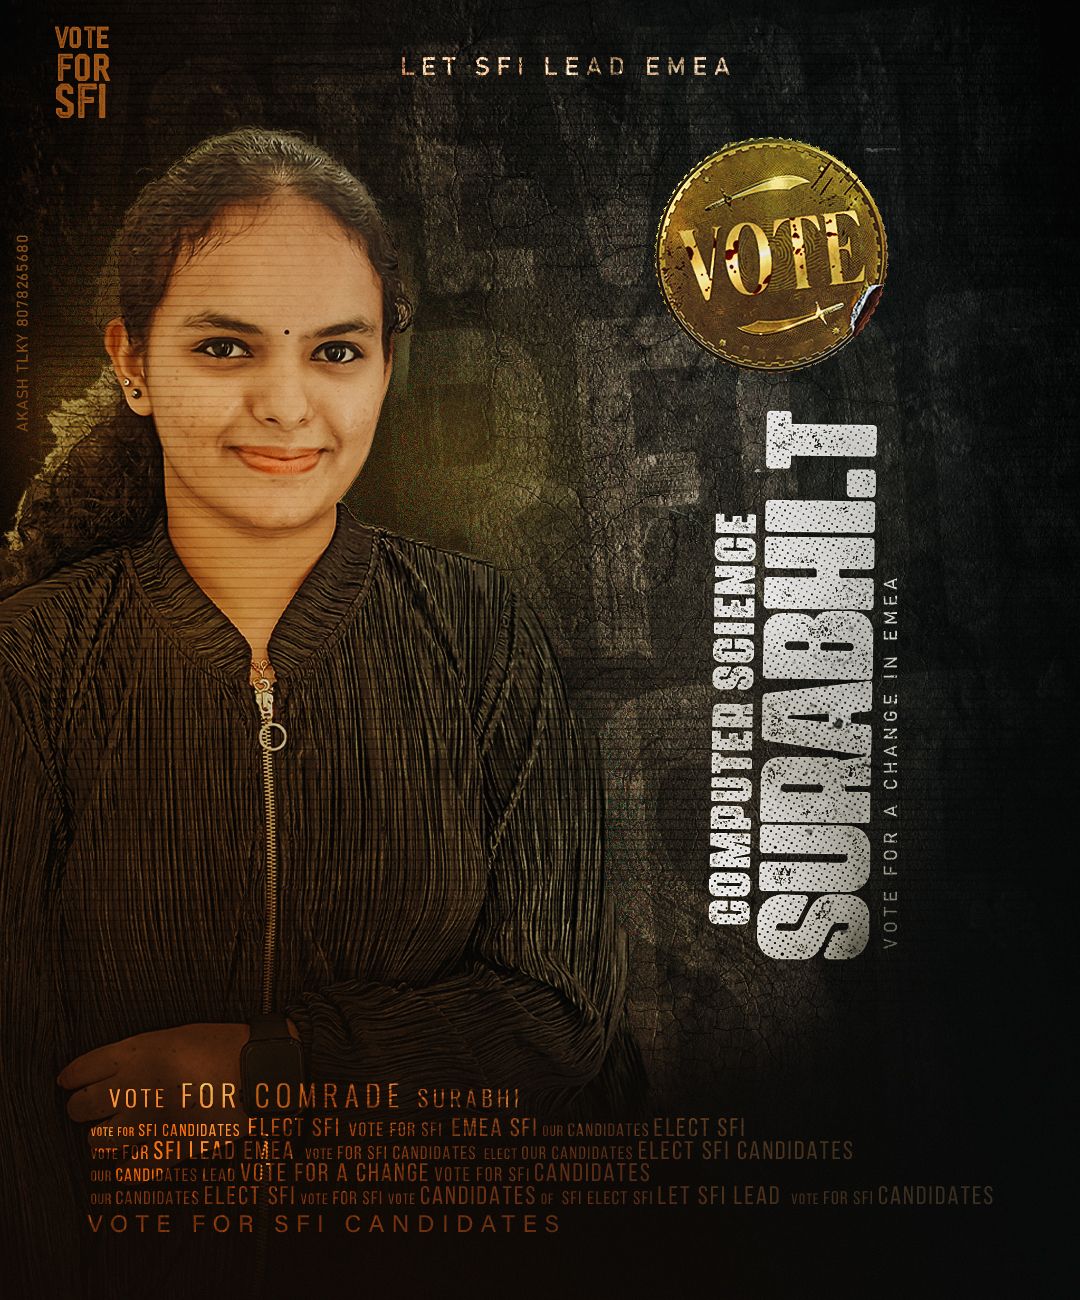 VOTE
FOR
SFI
LET SFI LEAD EMEA
AKASH TLKY 8078265680
VOTE
COMPUTER SCIENCE
SURABHI.T
VOTE FOR A CHANGE IN EMEA
VOTE FOR COMRADE SURABHI
VOTE FOR SFI CANDIDATES ELECT SFI VOTE FOR SFI EMEA SFI OUR CANDIDATES ELECT SFI
VOTE FOR SFI LEAD EMEA VOTE FOR SFI CANDIDATES ELECT OUR CANDIDATES ELECT SFI CANDIDATES
OUR CANDIDATES LEAD VOTE FOR A CHANGE VOTE FOR SFI CANDIDATES
OUR CANDIDATES ELECT SFI VOTE FOR SFI VOTE CANDIDATES OF SFI ELECT SFI LET SFI LEAD VOTE FOR SFI CANDIDATES
VOTE FOR SFI CANDIDATES